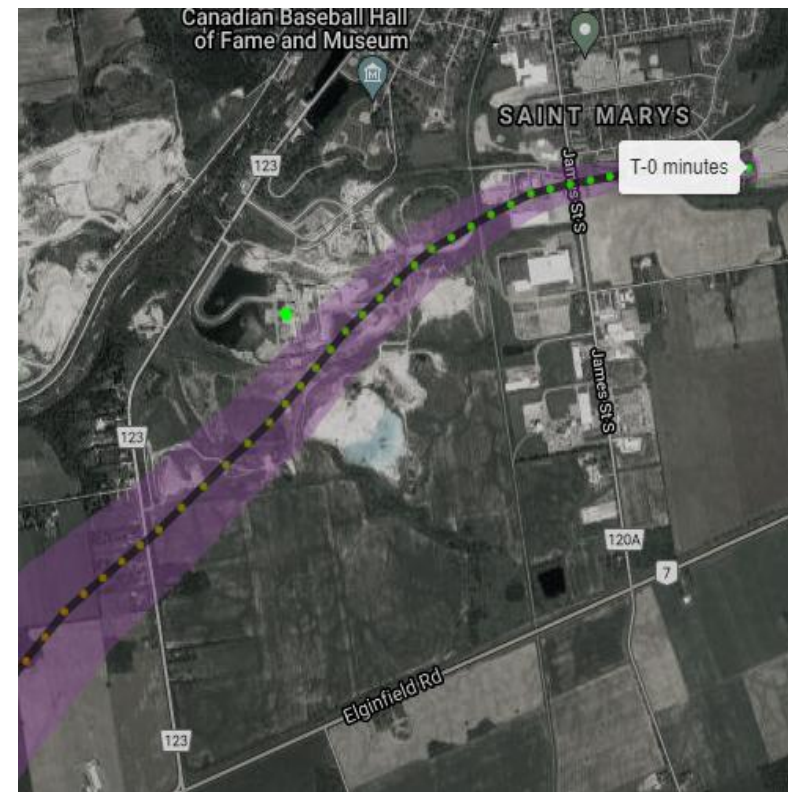 Canadian Baseball Hall
of Fame and Museum
M
SAINT MARYS
123
T-0 minutes
James St S
James St S
123
120A
7
Elginfield Rd
123